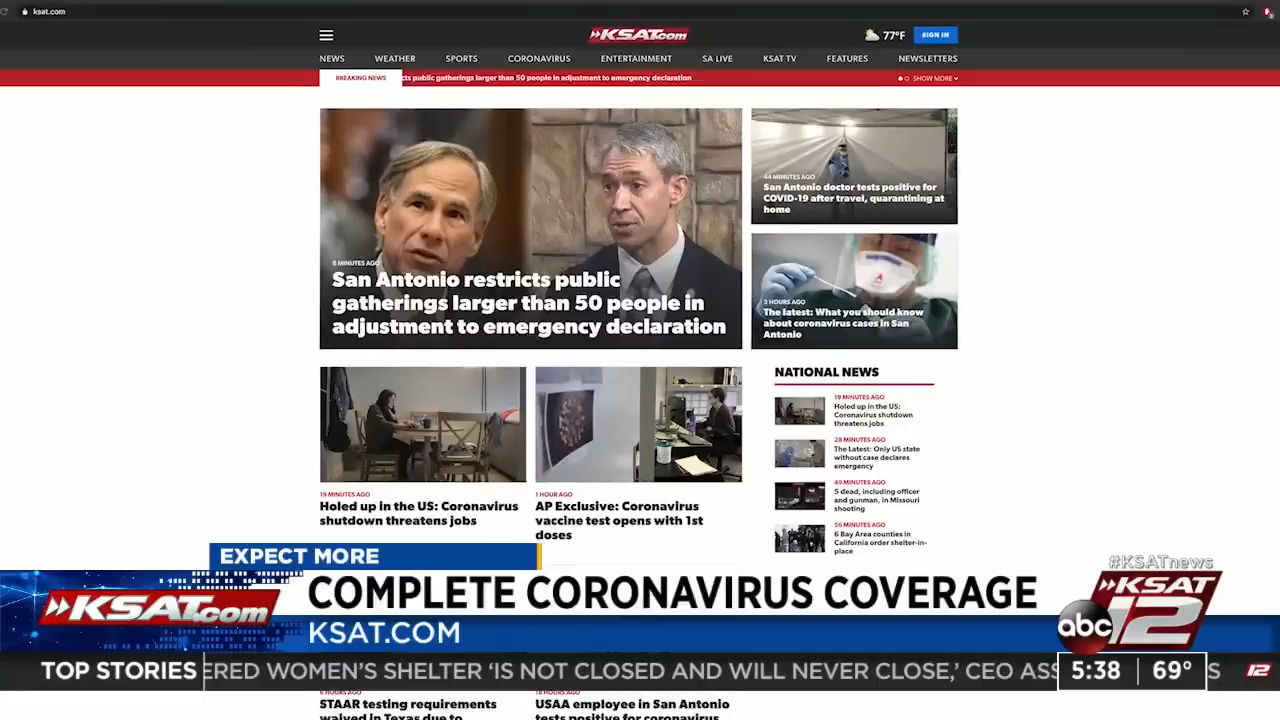 ksat.com
KSAT.com
77°F
SIGN IN
NEWS
WEATHER
SPORTS
CORONAVIRUS
ENTERTAINMENT
SA LIVE
KSAT TV
FEATURES
NEWSLETTERS
BREAKING NEWS
cts public gatherings larger than 50 people in adjustment to emergency declaration
SHOW MORE
8 MINUTES AGO
San Antonio restricts public
gatherings larger than 50 people in
adjustment to emergency declaration
44 MINUTES AGO
San Antonio doctor tests positive for
COVID-19 after travel, quarantining at
home
3 HOURS AGO
The latest: What you should know
about coronavirus cases in San
Antonio
19 MINUTES AGO
Holed up in the US: Coronavirus
shutdown threatens jobs
1 HOUR AGO
AP Exclusive: Coronavirus
vaccine test opens with 1st
doses
NATIONAL NEWS
19 MINUTES AGO
Holed up in the US:
Coronavirus shutdown
threatens jobs
28 MINUTES AGO
The Latest: Only US state
without case declares
emergency
49 MINUTES AGO
5 dead, including officer
and gunman, in Missouri
shooting
56 MINUTES AGO
6 Bay Area counties in
California order shelter-in-
place
EXPECT MORE
KSAT.com
COMPLETE CORONAVIRUS COVERAGE
KSAT.COM
#KSATnews
KSAT
abc 12
TOP STORIES
ERED WOMEN'S SHELTER 'IS NOT CLOSED AND WILL NEVER CLOSE,' CEO ASS
5:38
69°
S
12
HOURS AGO
STAAR testing requirements
waived in Texas due to
HOURS AGO
USAA employee in San Antonio
tests positive for coronavirus